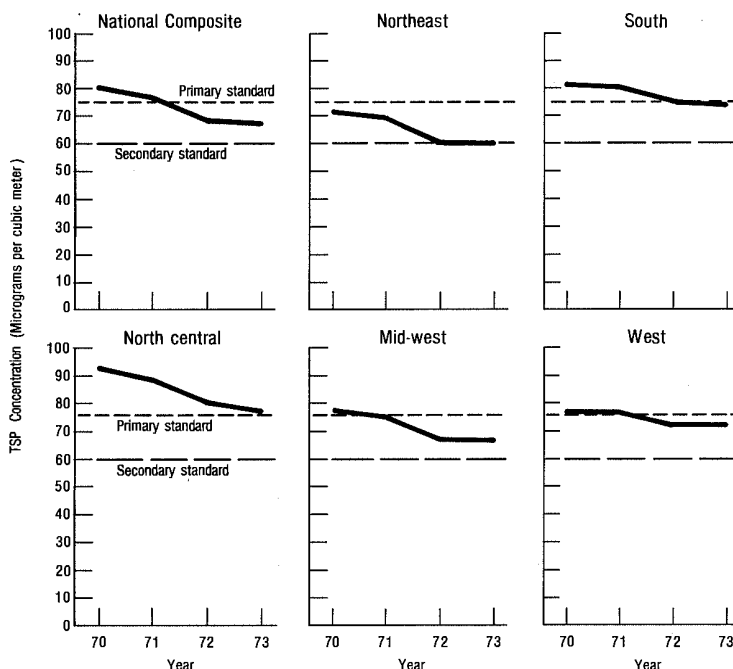 National Composite
Northeast
South
TSP Concentration (Micrograms per cubic meter)
100
90
80
70
60
50
40
30
20
10
0
Primary standard
Secondary standard
North central
Mid-west
West
100
90
80
70
60
50
40
30
20
10
0
Primary standard
Secondary standard
70 71 72 73
70 71 72 73
70 71 72 73
Year
Year
Year